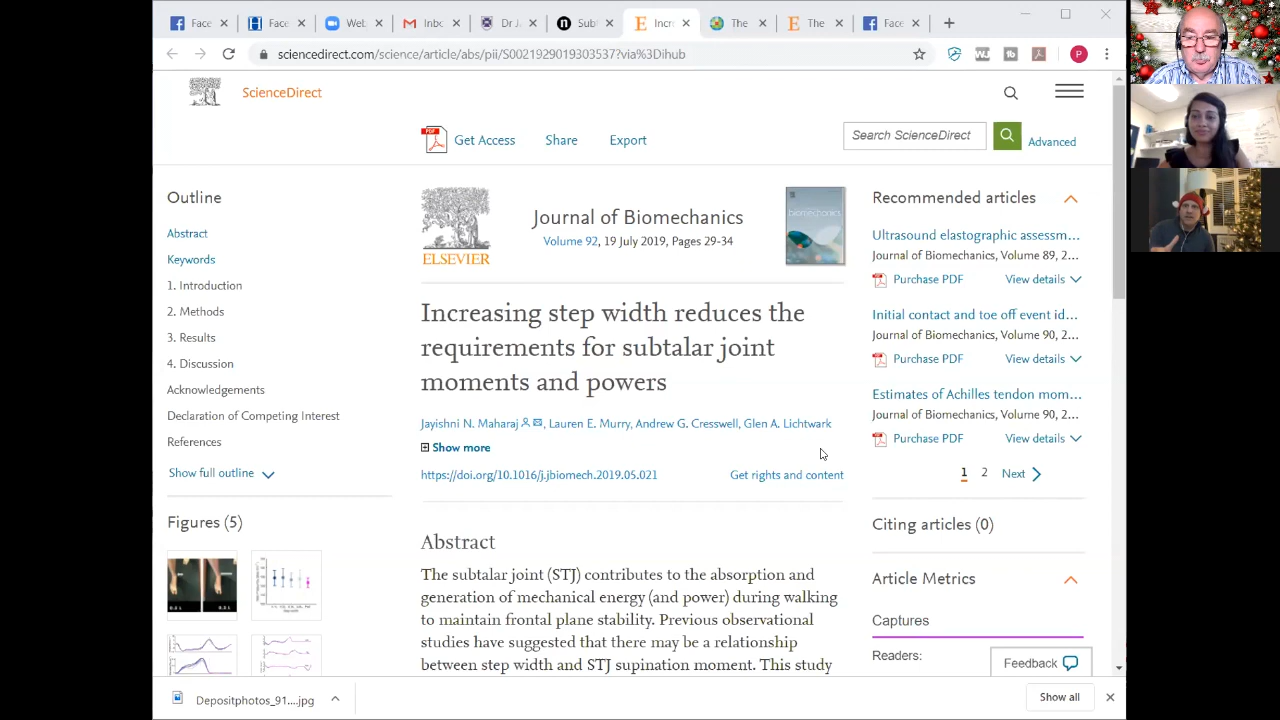 Face
Face
Web
Inbo
Dr J
Subt
Incre
The
The
Face
sciencedirect.com/science/article/abs/pii/S0021929019303537?via%3Dihub
P
ScienceDirect
PDF
Get Access
Share
Export
Search ScienceDirect
Advanced
Outline
Abstract
Keywords
1. Introduction
2. Methods
3. Results
4. Discussion
Acknowledgements
Declaration of Competing Interest
References
Show full outline
Figures (5)
ELSEVIER
Journal of Biomechanics
Volume 92, 19 July 2019, Pages 29-34
Increasing step width reduces the
requirements for subtalar joint
moments and powers
Jayishni N. Maharaj, Lauren E. Murry, Andrew G. Cresswell, Glen A. Lichtwark
Show more
https://doi.org/10.1016/j.jbiomech.2019.05.021
Get rights and content
Abstract
The subtalar joint (STJ) contributes to the absorption and
generation of mechanical energy (and power) during walking
to maintain frontal plane stability. Previous observational
studies have suggested that there may be a relationship
between step width and STJ supination moment. This study
Recommended articles
Ultrasound elastographic assessm...
Journal of Biomechanics, Volume 89, 2...
Purchase PDF
View details
Initial contact and toe off event id...
Journal of Biomechanics, Volume 90, 2...
Purchase PDF
View details
Estimates of Achilles tendon mom...
Journal of Biomechanics, Volume 90, 2...
Purchase PDF
View details
1 2 Next
Citing articles (0)
Article Metrics
Captures
Readers:
Feedback
Depositphotos_91....jpg
Show all